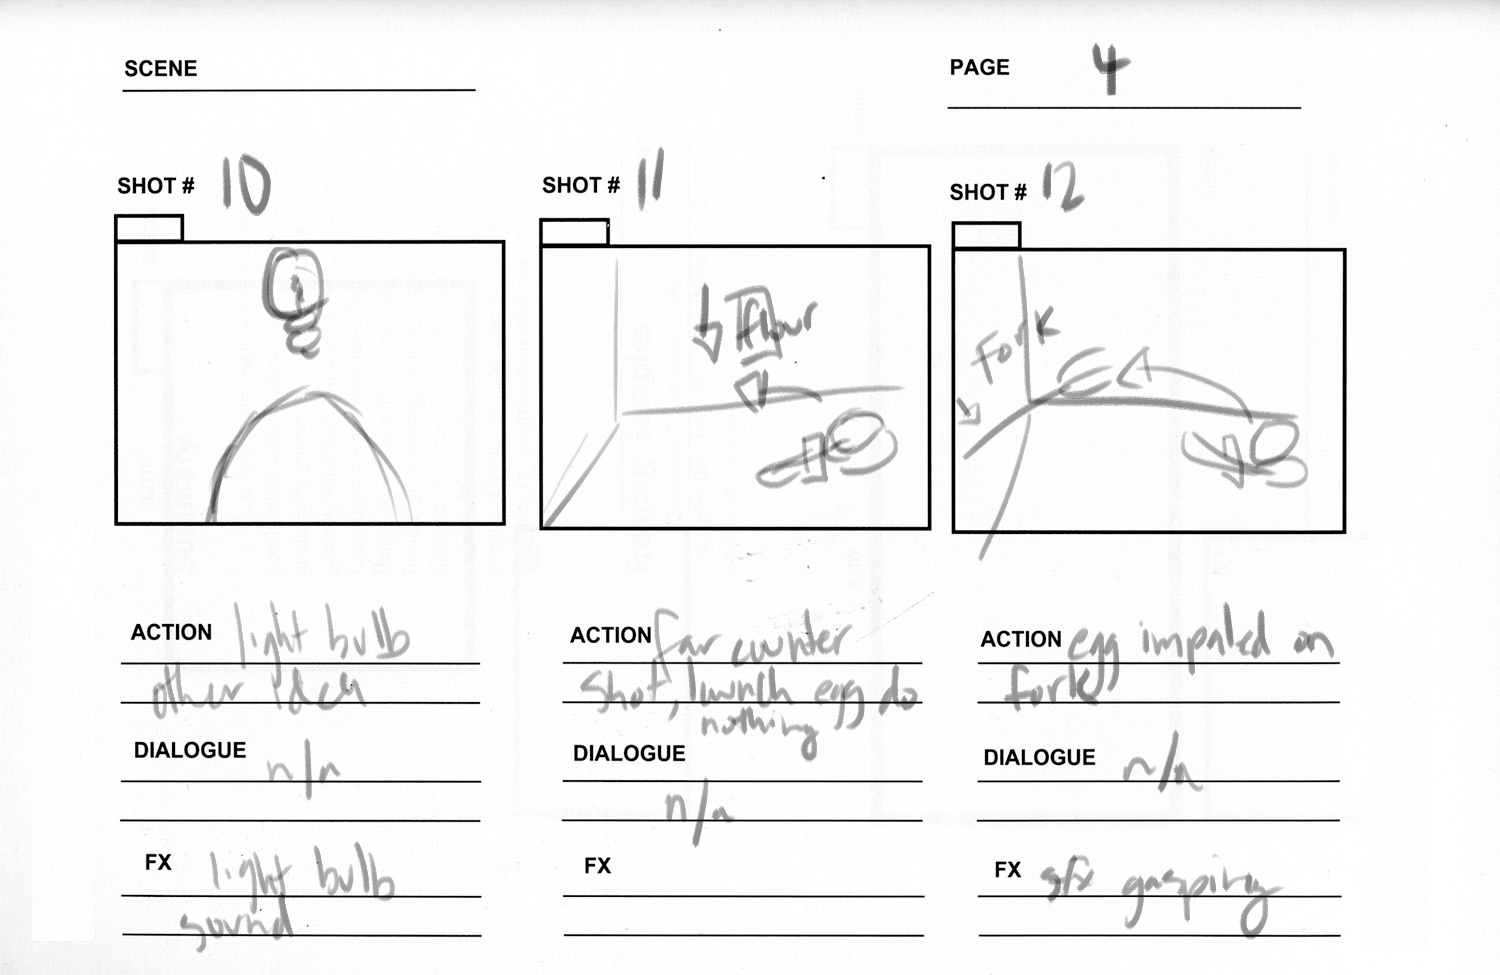 SCENE
PAGE 4
SHOT # 10
SHOT # 11
SHOT # 12
flour
Fork
ACTION light bulb
other idea
DIALOGUE n/a
FX light bulb
sound
ACTION far counter
shot, launch egg do
nothing
DIALOGUE
n/a
FX
ACTION egg impaled on
fork
DIALOGUE n/a
FX sfx gasping